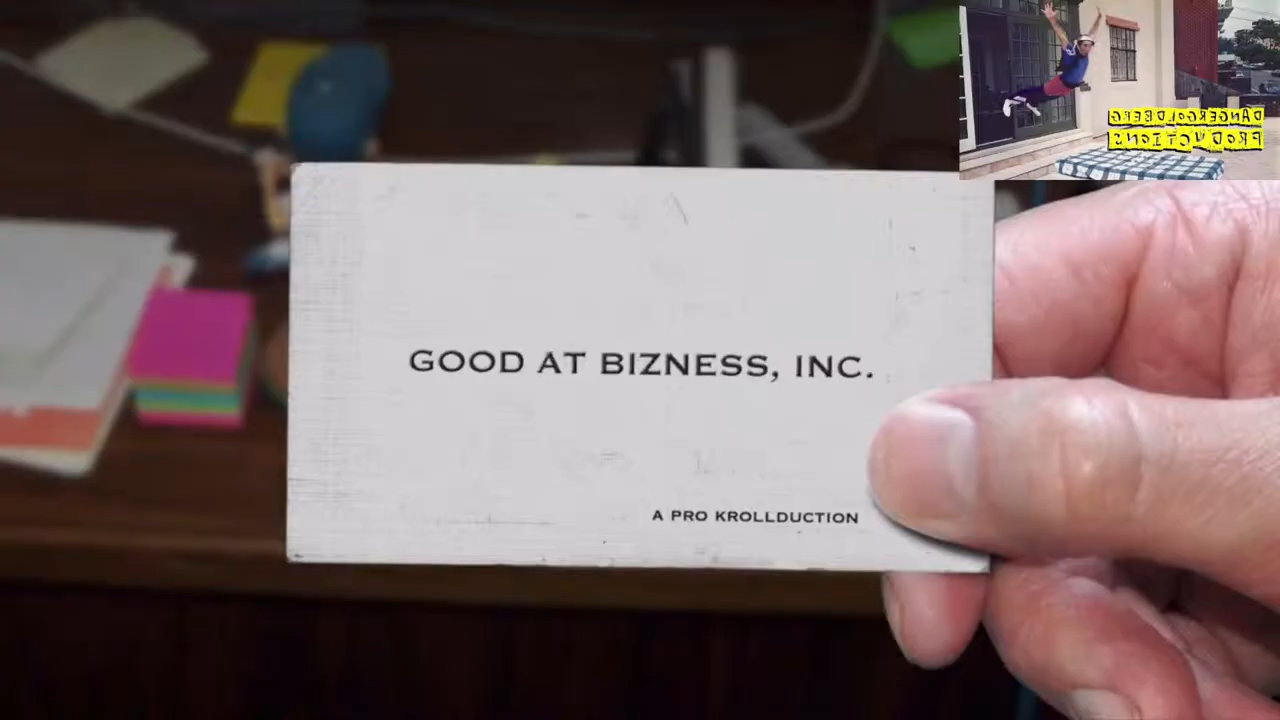 DANGERGOLDBERG
PRODUCTIONS
GOOD AT BIZNESS, INC.
A PRO KROLLDUCTION